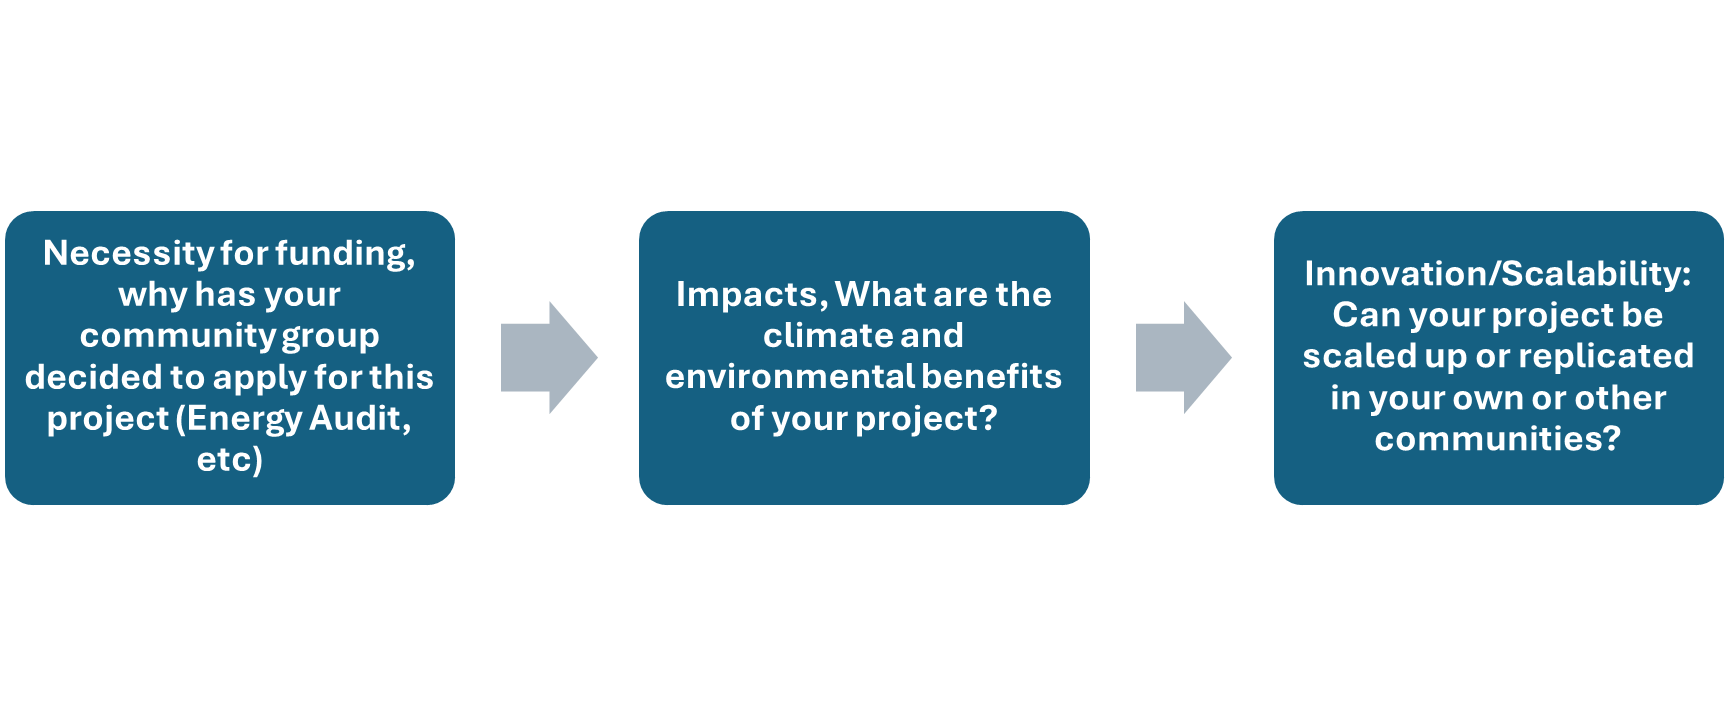 Necessity for funding,
why has your
community group
decided to apply for this
project (Energy Audit,
etc)
Impacts, What are the
climate and
environmental benefits
of your project?
Innovation/Scalability:
Can your project be
scaled up or replicated
in your own or other
communities?